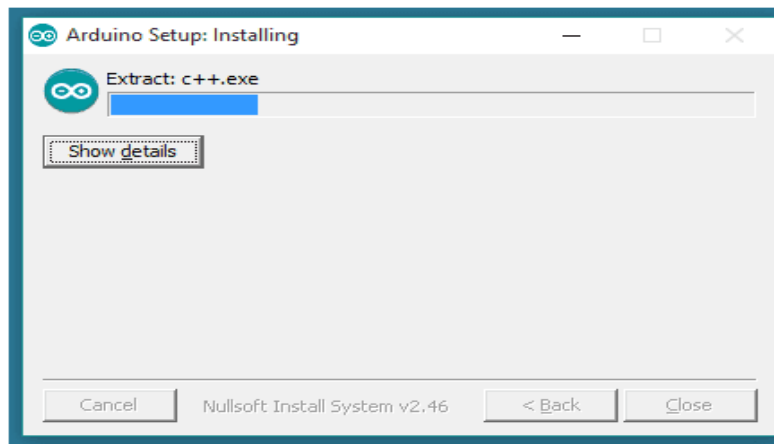 Arduino Setup: Installing
Extract: c++.exe
Show details
Cancel
Nullsoft Install System v2.46
< Back
Close